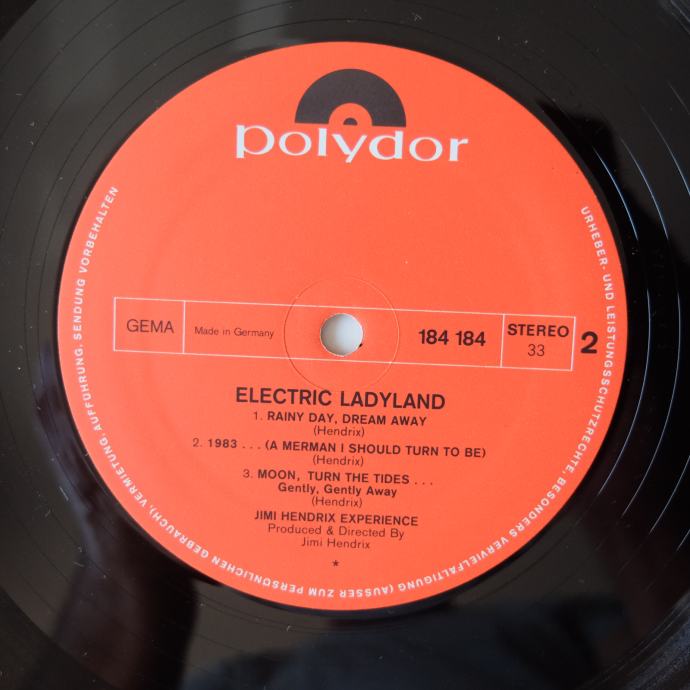 polydor
GEMA
Made in Germany
184 184
STEREO
33
2
ELECTRIC LADYLAND
1. RAINY DAY, DREAM AWAY
(Hendrix)
2. 1983 . . . (A MERMAN I SHOULD TURN TO BE)
(Hendrix)
3. MOON, TURN THE TIDES . . .
Gently, Gently Away
(Hendrix)
JIMI HENDRIX EXPERIENCE
Produced & Directed By
Jimi Hendrix
*
URHEBER- UND LEISTUNGSSCHUTZRECHTE, BESONDERS VERVIELFÄLTIGUNG (AUSSER ZUM PERSÖNLICHEN GEBRAUCH), VERMIETUNG, AUFFÜHRUNG, SENDUNG VORBEHALTEN